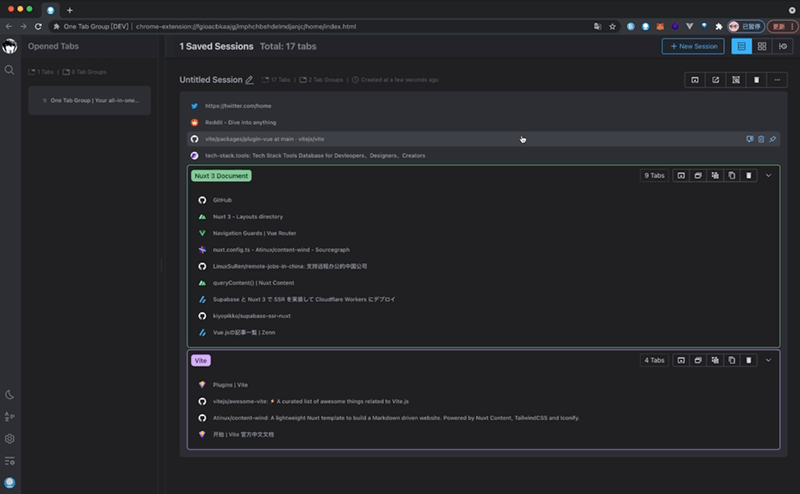 One Tab Group [DEV]
One Tab Group [DEV] | chrome-extension://fgioacbkaajgjlmphchbehdeimdjanjc/home/index.html
已暂停
更新
Opened Tabs
1 Tabs | 0 Tab Groups
One Tab Group | Your all-in-one...
1 Saved Sessions Total: 17 tabs
+ New Session
Untitled Session 17 Tabs | 2 Tab Groups | Created at a few seconds ago
https://twitter.com/home
Reddit - Dive into anything
vite/packages/plugin-vue at main · vitejs/vite
tech-stack.tools: Tech Stack Tools Database for Devleopers、Designers、Creators
Nuxt 3 Document
9 Tabs
GitHub
Nuxt 3 - Layouts directory
Navigation Guards | Vue Router
nuxt.config.ts - Atinux/content-wind - Sourcegraph
LinuxSuRen/remote-jobs-in-china: 支持远程办公的中国公司
queryContent() | Nuxt Content
Supabase と Nuxt 3 で SSR を実装して Cloudflare Workers にデプロイ
kiyopikko/supabase-ssr-nuxt
Vue.jsの記事一覧 | Zenn
Vite
4 Tabs
Plugins | Vite
vitejs/awesome-vite: ⚡ A curated list of awesome things related to Vite.js
Atinux/content-wind: A lightweight Nuxt template to build a Markdown driven website. Powered by Nuxt Content, TailwindCSS and Iconify.
开始 | Vite 官方中文文档